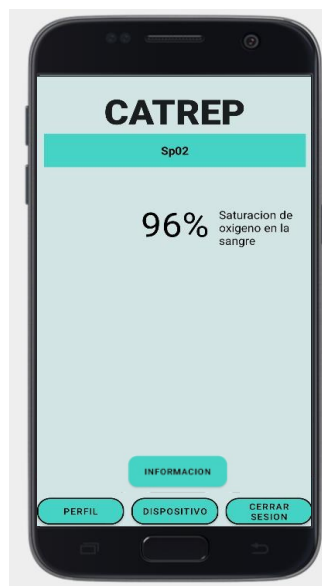 CATREP
Sp02
96%
Saturacion de
oxigeno en la
sangre
INFORMACION
PERFIL
DISPOSITIVO
CERRAR
SESION